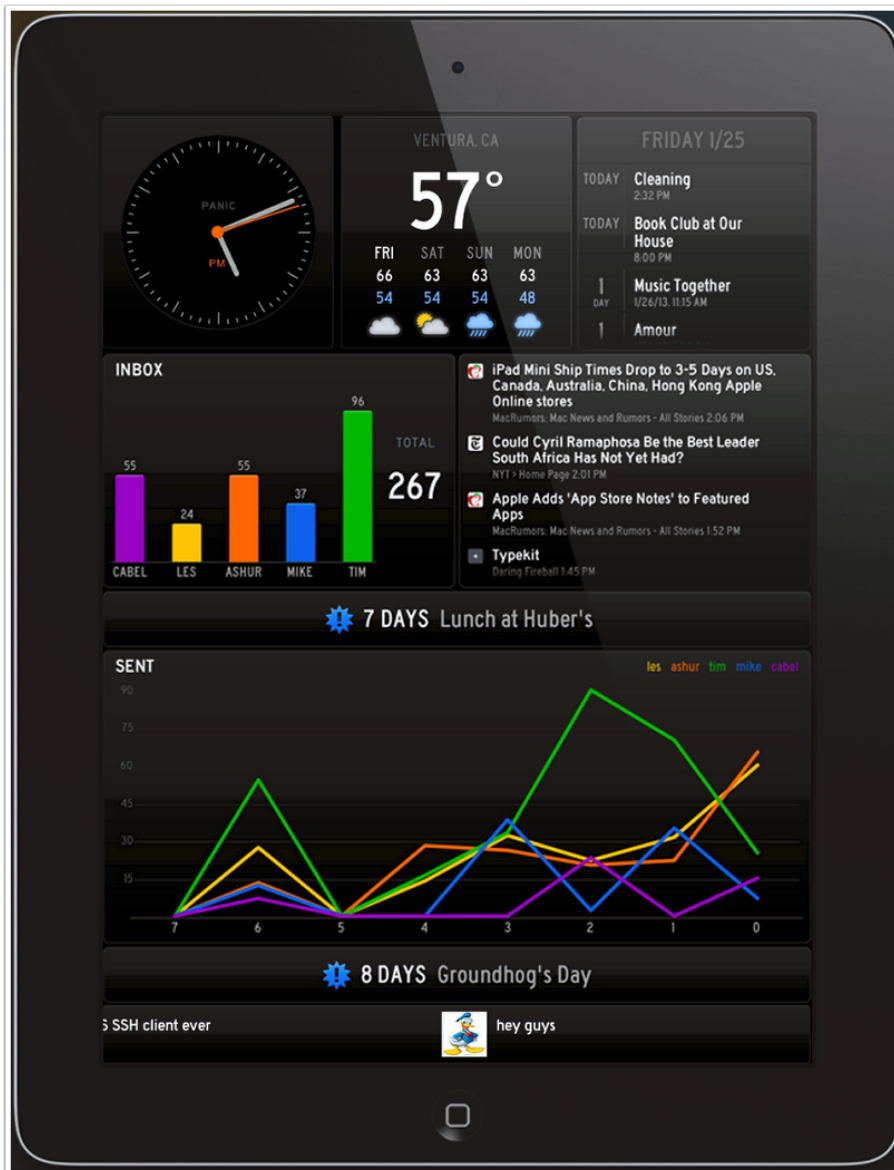 PANIC
PM
VENTURA, CA
57°
FRI SAT SUN MON
66 63 63 63
54 54 54 48
FRIDAY 1/25
TODAY Cleaning
2:32 PM
TODAY Book Club at Our
House
8:00 PM
1 Music Together
DAY 1/26/13, 11:15 AM
1 Amour
INBOX
55
24
55
37
96
CABEL LES ASHUR MIKE TIM
TOTAL
267
iPad Mini Ship Times Drop to 3-5 Days on US,
Canada, Australia, China, Hong Kong Apple
Online stores
MacRumors: Mac News and Rumors - All Stories 2:06 PM
Could Cyril Ramaphosa Be the Best Leader
South Africa Has Not Yet Had?
NYT > Home Page 2:01 PM
Apple Adds 'App Store Notes' to Featured
Apps
MacRumors: Mac News and Rumors - All Stories 1:52 PM
Typekit
Daring Fireball 1:45 PM
7 DAYS Lunch at Huber's
SENT
les ashur tim mike cabel
90
75
60
45
30
15
7 6 5 4 3 2 1 0
8 DAYS Groundhog's Day
S SSH client ever
hey guys